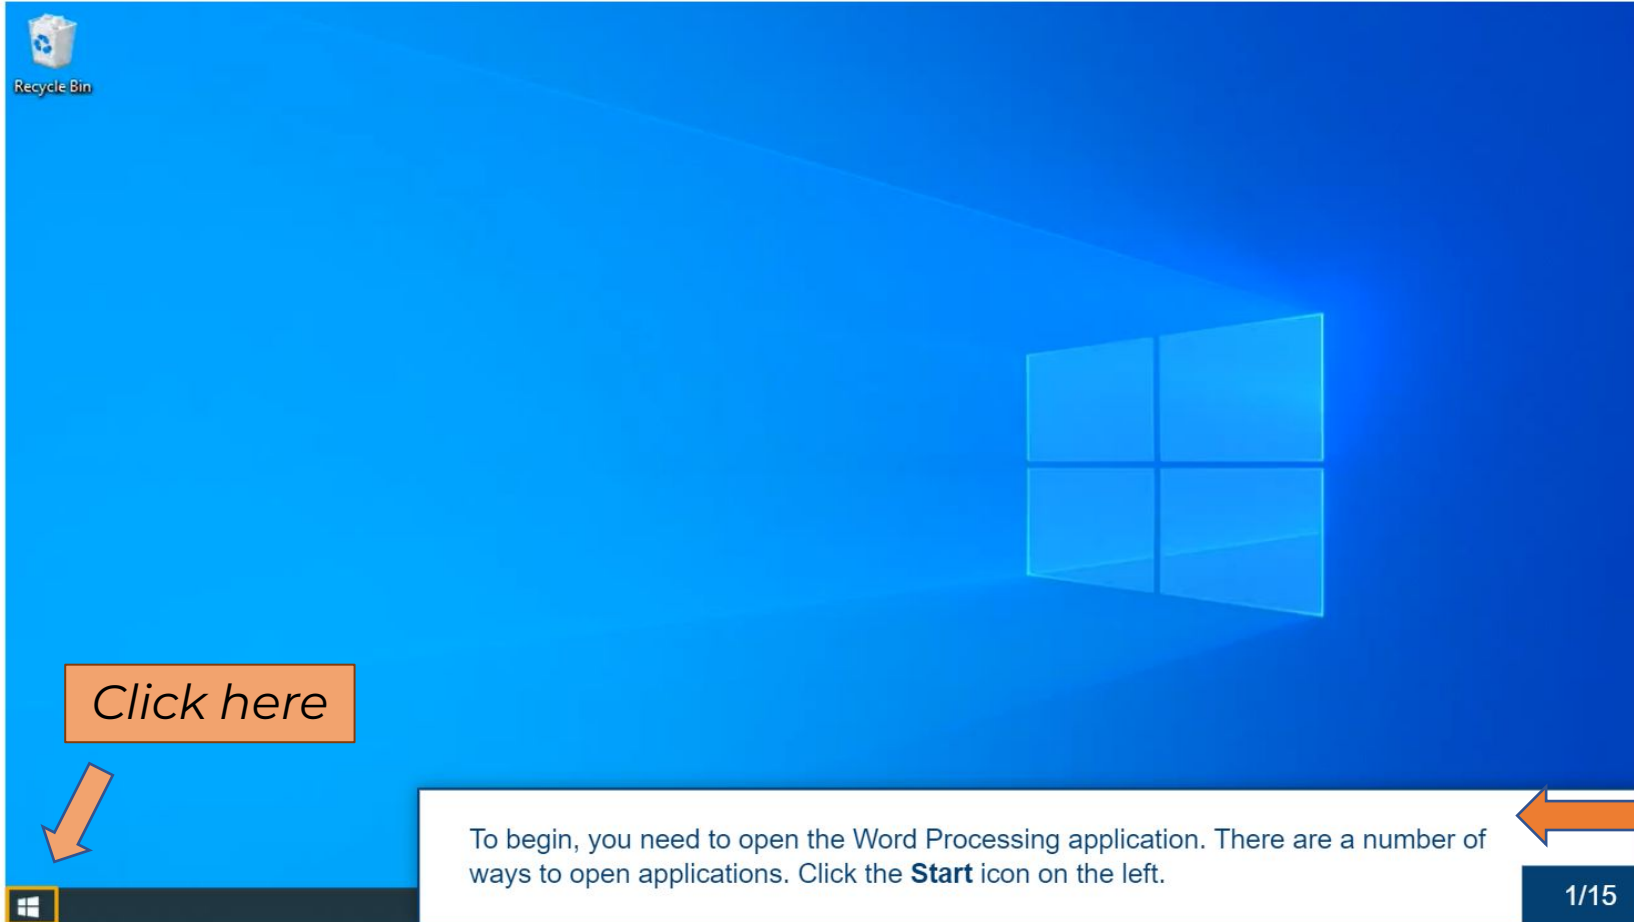 Recycle Bin
Click here
To begin, you need to open the Word Processing application. There are a number of
ways to open applications. Click the Start icon on the left.
1/15